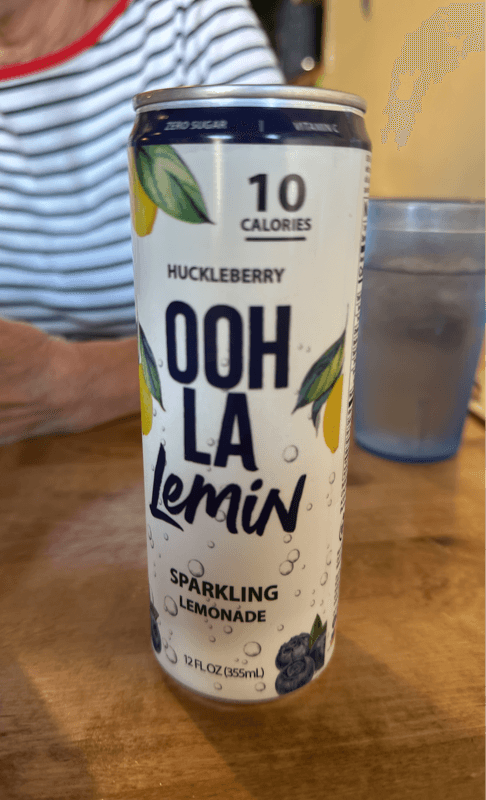 ZERO SUGAR | VITAMIN C
10
CALORIES
HUCKLEBERRY
OOH
LA
Lemin
SPARKLING
LEMONADE
12 FL OZ (355mL)